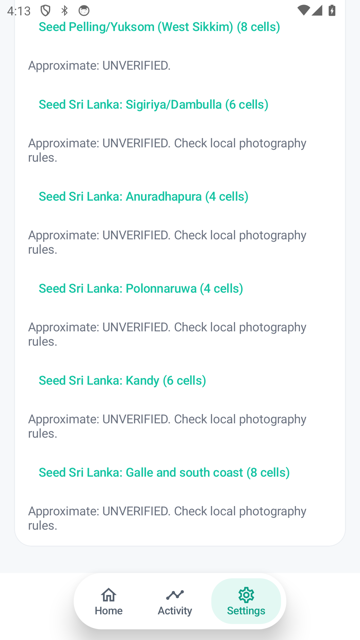 4:13
Seed Pelling/Yuksom (West Sikkim) (8 cells)
Approximate: UNVERIFIED.
Seed Sri Lanka: Sigiriya/Dambulla (6 cells)
Approximate: UNVERIFIED. Check local photography
rules.
Seed Sri Lanka: Anuradhapura (4 cells)
Approximate: UNVERIFIED. Check local photography
rules.
Seed Sri Lanka: Polonnaruwa (4 cells)
Approximate: UNVERIFIED. Check local photography
rules.
Seed Sri Lanka: Kandy (6 cells)
Approximate: UNVERIFIED. Check local photography
rules.
Seed Sri Lanka: Galle and south coast (8 cells)
Approximate: UNVERIFIED. Check local photography
rules.
Home
Activity
Settings